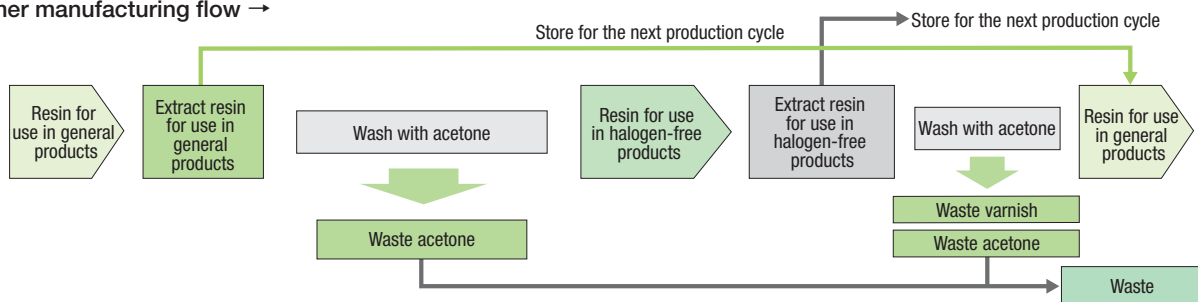 manufacturing flow →
Store for the next production cycle
Store for the next production cycle
Resin for
use in general
products
Extract resin
for use in
general
products
Wash with acetone
Resin for use
in halogen-free
products
Extract resin
for use in
halogen-free
products
Wash with acetone
Resin for use
in general
products
Waste acetone
Waste varnish
Waste acetone
Waste